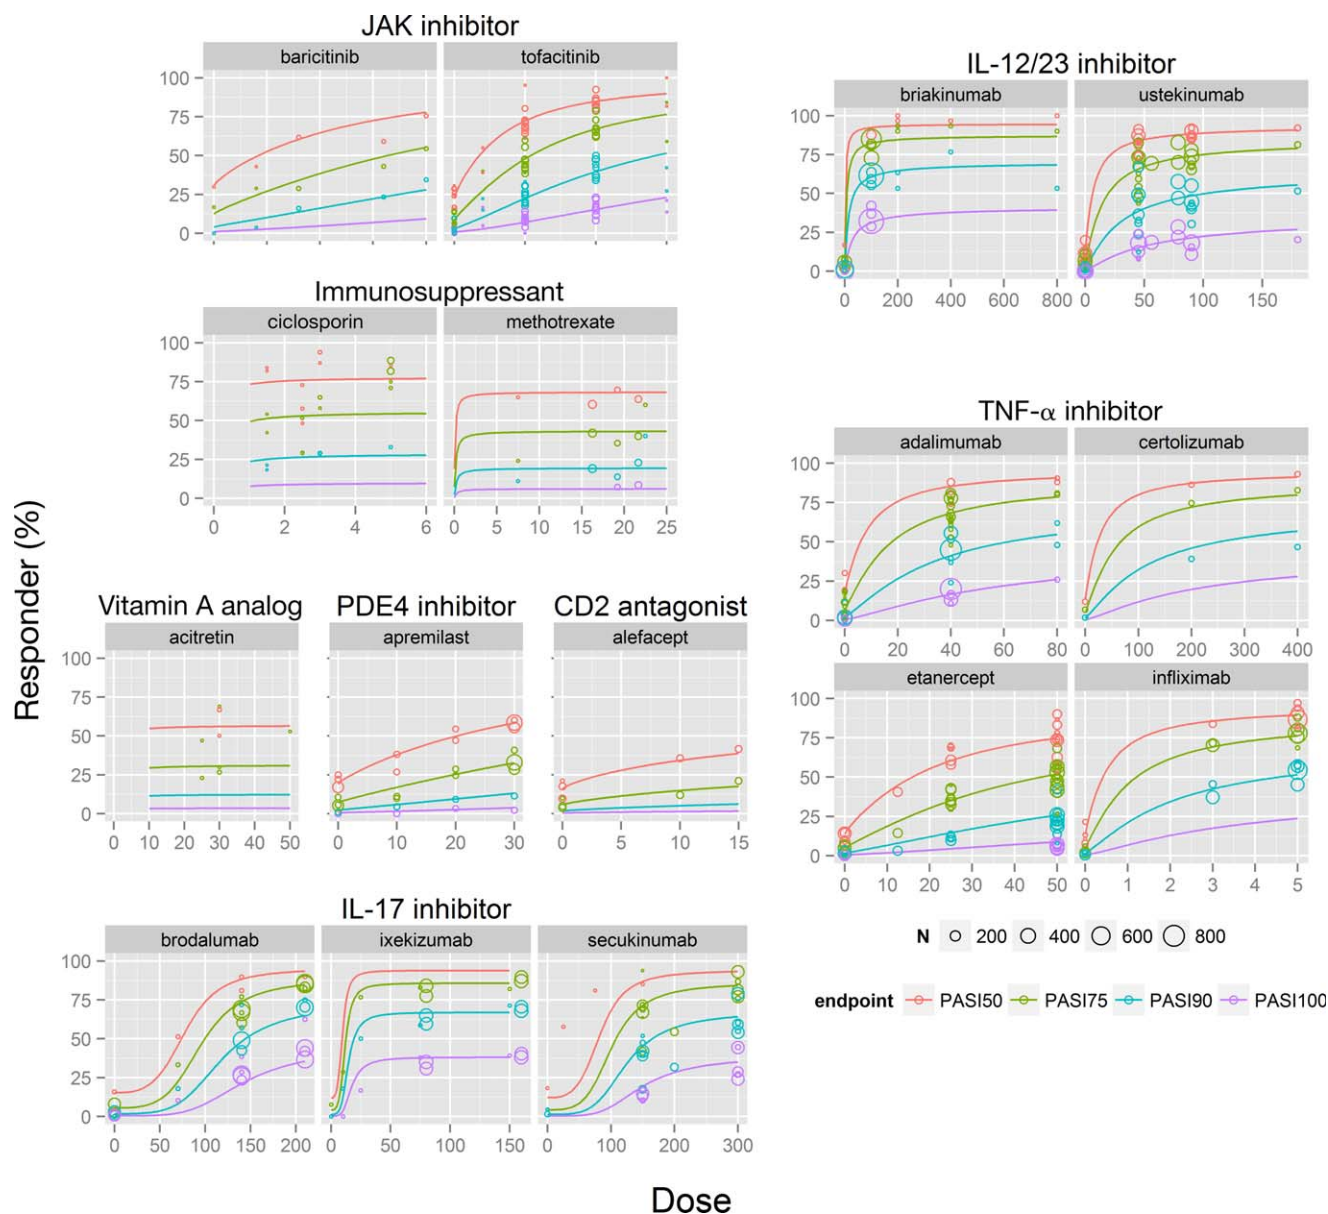 JAK inhibitor
baricitinib tofacitinib
100
75
50
25
0
Immunosuppressant
ciclosporin methotrexate
100
75
50
25
0
0 2 4 6 0 5 10 15 20 25
Vitamin A analog PDE4 inhibitor CD2 antagonist
acitretin apremilast alefacept
100
75
50
25
0
0 10 20 30 40 50 0 10 20 30 0 5 10 15
IL-17 inhibitor
brodalumab ixekizumab secukinumab
100
75
50
25
0
0 50 100 150 200 0 50 100 150 0 100 200 300
IL-12/23 inhibitor
briakinumab ustekinumab
100
75
50
25
0
0 200 400 600 800 0 50 100 150
TNF-α inhibitor
adalimumab certolizumab
100
75
50
25
0
0 20 40 60 80 0 100 200 300 400
etanercept infliximab
100
75
50
25
0
0 10 20 30 40 50 0 1 2 3 4 5
N 200 400 600 800
endpoint PASI50 PASI75 PASI90 PASI100
Responder (%)
Dose